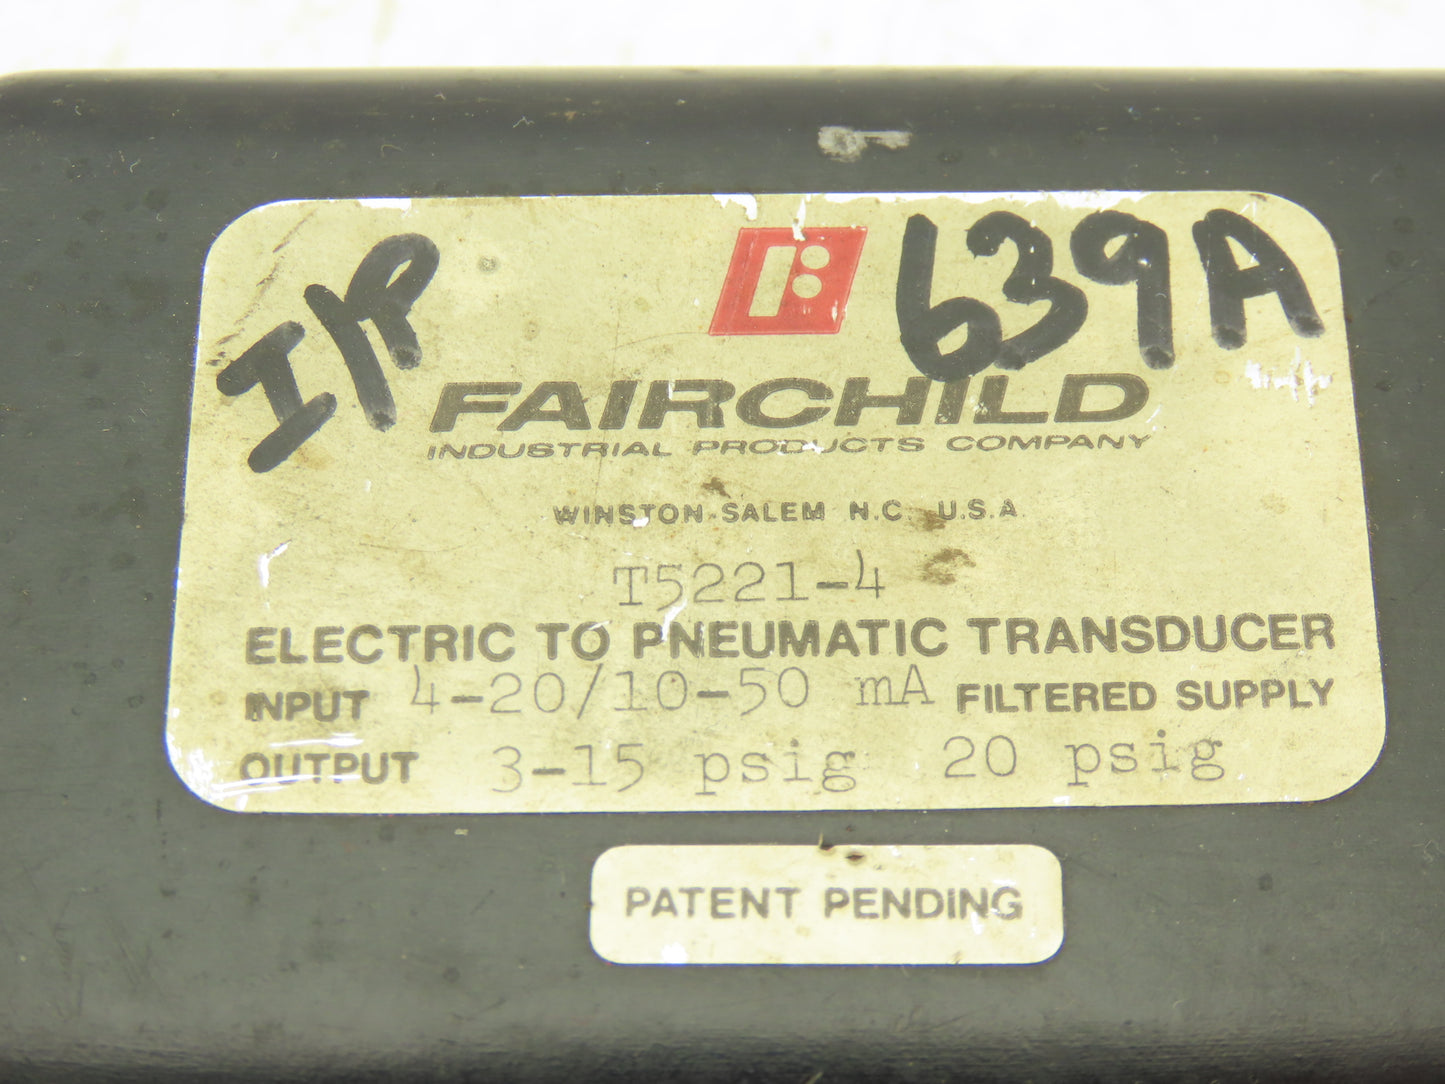 I/P
639A
FAIRCHILD
INDUSTRIAL PRODUCTS COMPANY
WINSTON-SALEM N.C. U.S.A.
T5221-4
ELECTRIC TO PNEUMATIC TRANSDUCER
INPUT 4-20/10-50 mA FILTERED SUPPLY
OUTPUT 3-15 psig 20 psig
PATENT PENDING